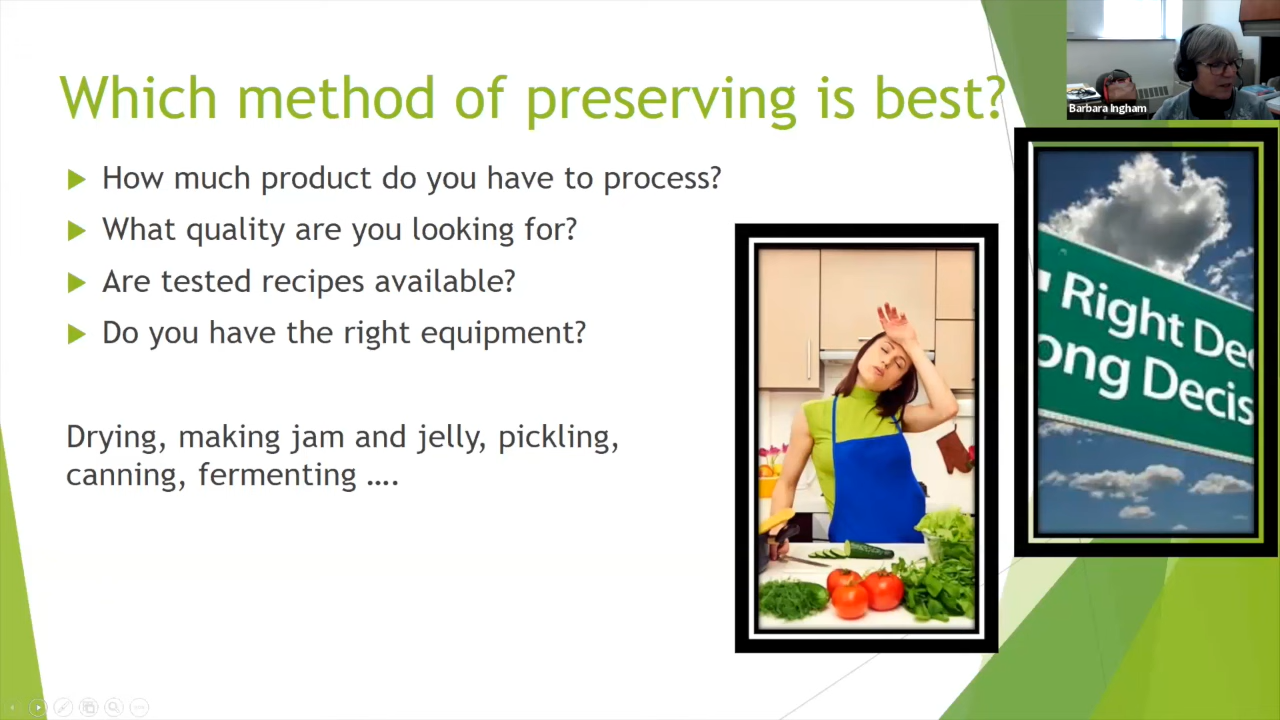 Which method of preserving is best?
How much product do you have to process?
What quality are you looking for?
Are tested recipes available?
Do you have the right equipment?
Drying, making jam and jelly, pickling,
canning, fermenting ....
Barbara Ingham
Right Dec
ong Decis